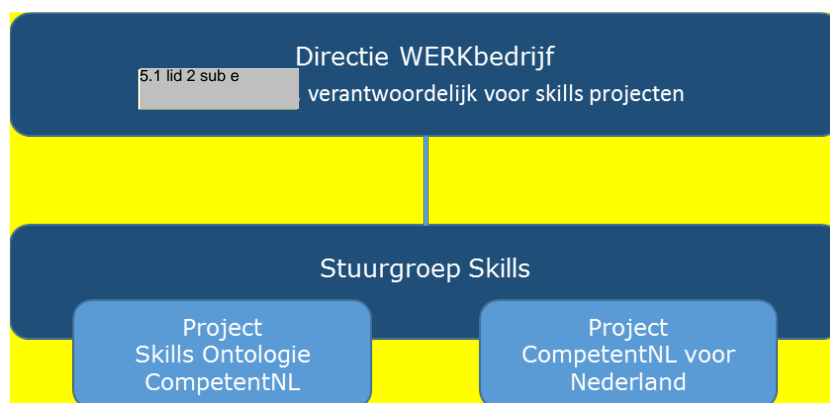 Directie WERKbedrijf
5.1 lid 2 sub e
, verantwoordelijk voor skills projecten
Stuurgroep Skills
Project
Skills Ontologie
CompetentNL
Project
CompetentNL voor
Nederland